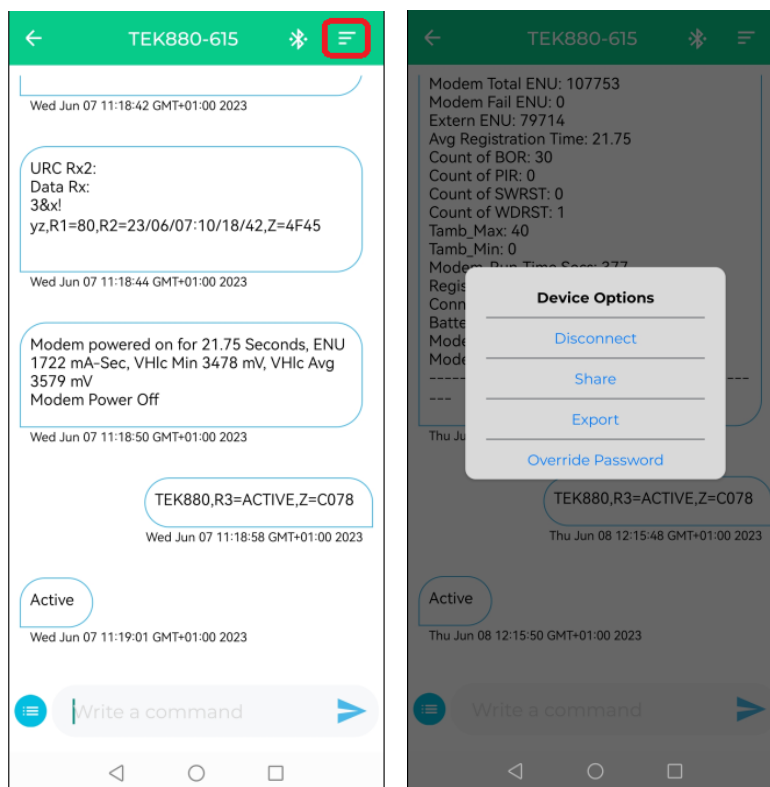 TEK880-615
Wed Jun 07 11:18:42 GMT+01:00 2023
URC Rx2:
Data Rx:
3&x!
yz,R1=80,R2=23/06/07:10/18/42,Z=4F45
Wed Jun 07 11:18:44 GMT+01:00 2023
Modem powered on for 21.75 Seconds, ENU
1722 mA-Sec, VHlc Min 3478 mV, VHlc Avg
3579 mV
Modem Power Off
Wed Jun 07 11:18:50 GMT+01:00 2023
TEK880,R3=ACTIVE,Z=C078
Wed Jun 07 11:18:58 GMT+01:00 2023
Active
Wed Jun 07 11:19:01 GMT+01:00 2023
Write a command
TEK880-615
Modem Total ENU: 107753
Modem Fail ENU: 0
Extern ENU: 79714
Avg Registration Time: 21.75
Count of BOR: 30
Count of PIR: 0
Count of SWRST: 0
Count of WDRST: 1
Tamb_Max: 40
Tamb_Min: 0
Modem Run Time Secs: 377
Device Options
Disconnect
Share
Export
Override Password
---
Thu Ju
TEK880,R3=ACTIVE,Z=C078
Thu Jun 08 12:15:48 GMT+01:00 2023
Active
Thu Jun 08 12:15:50 GMT+01:00 2023
Write a command